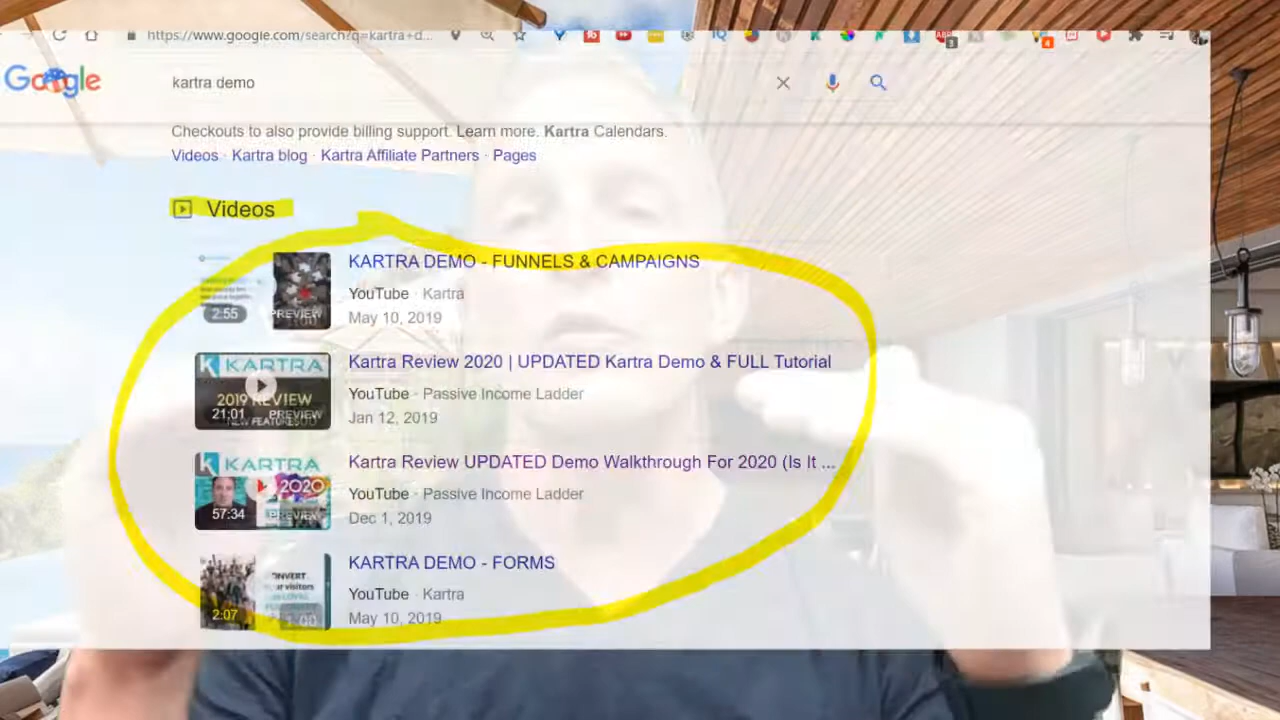 https://www.google.com/search?q=kartra+d...
Google
kartra demo
Checkouts to also provide billing support. Learn more. Kartra Calendars.
Videos · Kartra blog · Kartra Affiliate Partners · Pages
Videos
KARTRA DEMO - FUNNELS & CAMPAIGNS
YouTube · Kartra
May 10, 2019
2:55
PREVIEW
Kartra Review 2020 | UPDATED Kartra Demo & FULL Tutorial
YouTube · Passive Income Ladder
Jan 12, 2019
KARTRA
2019 REVIEW
21:01
PREVIEW
NEW FEATURES
Kartra Review UPDATED Demo Walkthrough For 2020 (Is It ...
YouTube · Passive Income Ladder
Dec 1, 2019
KARTRA
2020
57:34
PREVIEW
KARTRA DEMO - FORMS
YouTube · Kartra
May 10, 2019
visitors
2:07